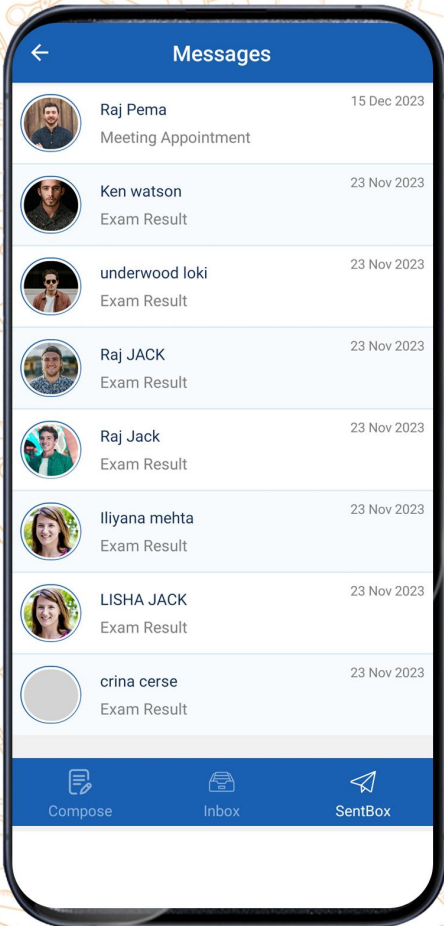 Messages
Raj Pema
15 Dec 2023
Meeting Appointment
Ken watson
23 Nov 2023
Exam Result
underwood loki
23 Nov 2023
Exam Result
Raj JACK
23 Nov 2023
Exam Result
Raj Jack
23 Nov 2023
Exam Result
Iliyana mehta
23 Nov 2023
Exam Result
LISHA JACK
23 Nov 2023
Exam Result
crina cerse
23 Nov 2023
Exam Result
Compose
Inbox
SentBox